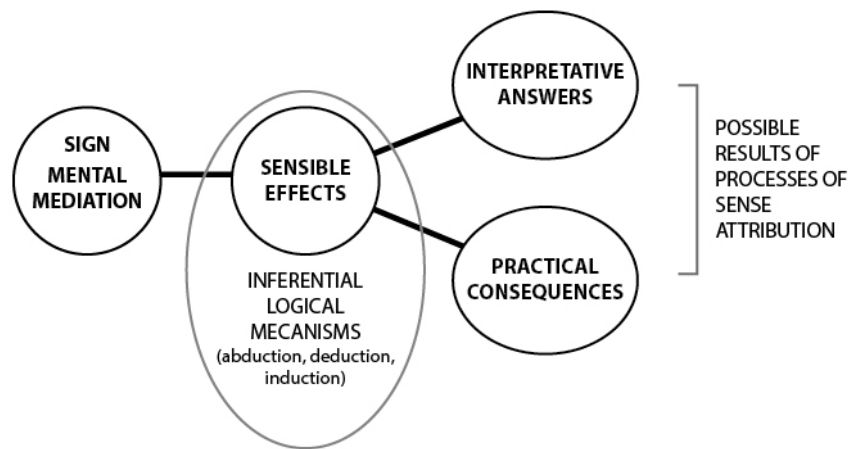 SIGN
MENTAL
MEDIATION
SENSIBLE
EFFECTS
INFERENTIAL
LOGICAL
MECANISMS
(abduction, deduction,
induction)
INTERPRETATIVE
ANSWERS
PRACTICAL
CONSEQUENCES
POSSIBLE
RESULTS OF
PROCESSES OF
SENSE
ATTRIBUTION